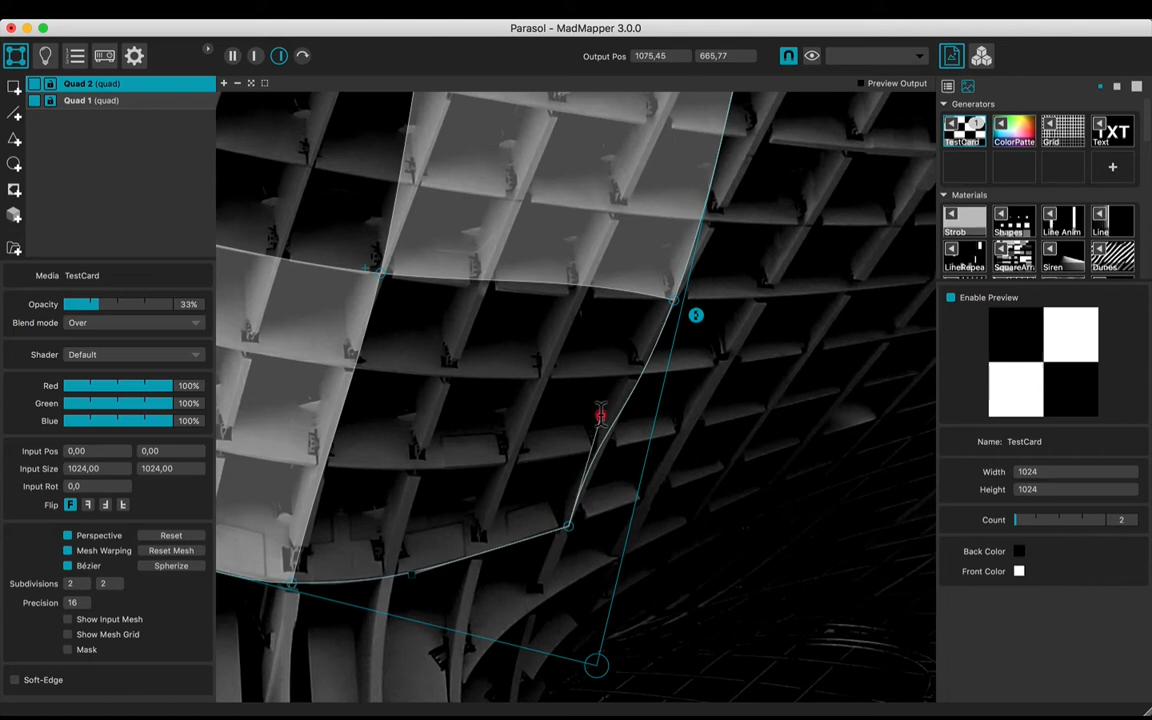 Parasol - MadMapper 3.0.0
Output Pos 1075,45 665,77
Quad 2 (quad)
Quad 1 (quad)
Preview Output
Generators
TestCard ColorPatte Grid Text
1
TXT
Materials
Strob Shapes Line Anim Line
LineRepea SquareArra Siren Dunes
Media TestCard
Opacity 33%
Blend mode Over
Shader Default
Red 100%
Green 100%
Blue 100%
Input Pos 0,00 0,00
Input Size 1024,00 1024,00
Input Rot 0,0
Flip
Perspective Reset
Mesh Warping Reset Mesh
Bézier Spherize
Subdivisions 2 2
Precision 16
Show Input Mesh
Show Mesh Grid
Mask
Soft-Edge
Enable Preview
Name: TestCard
Width 1024
Height 1024
Count 2
Back Color
Front Color